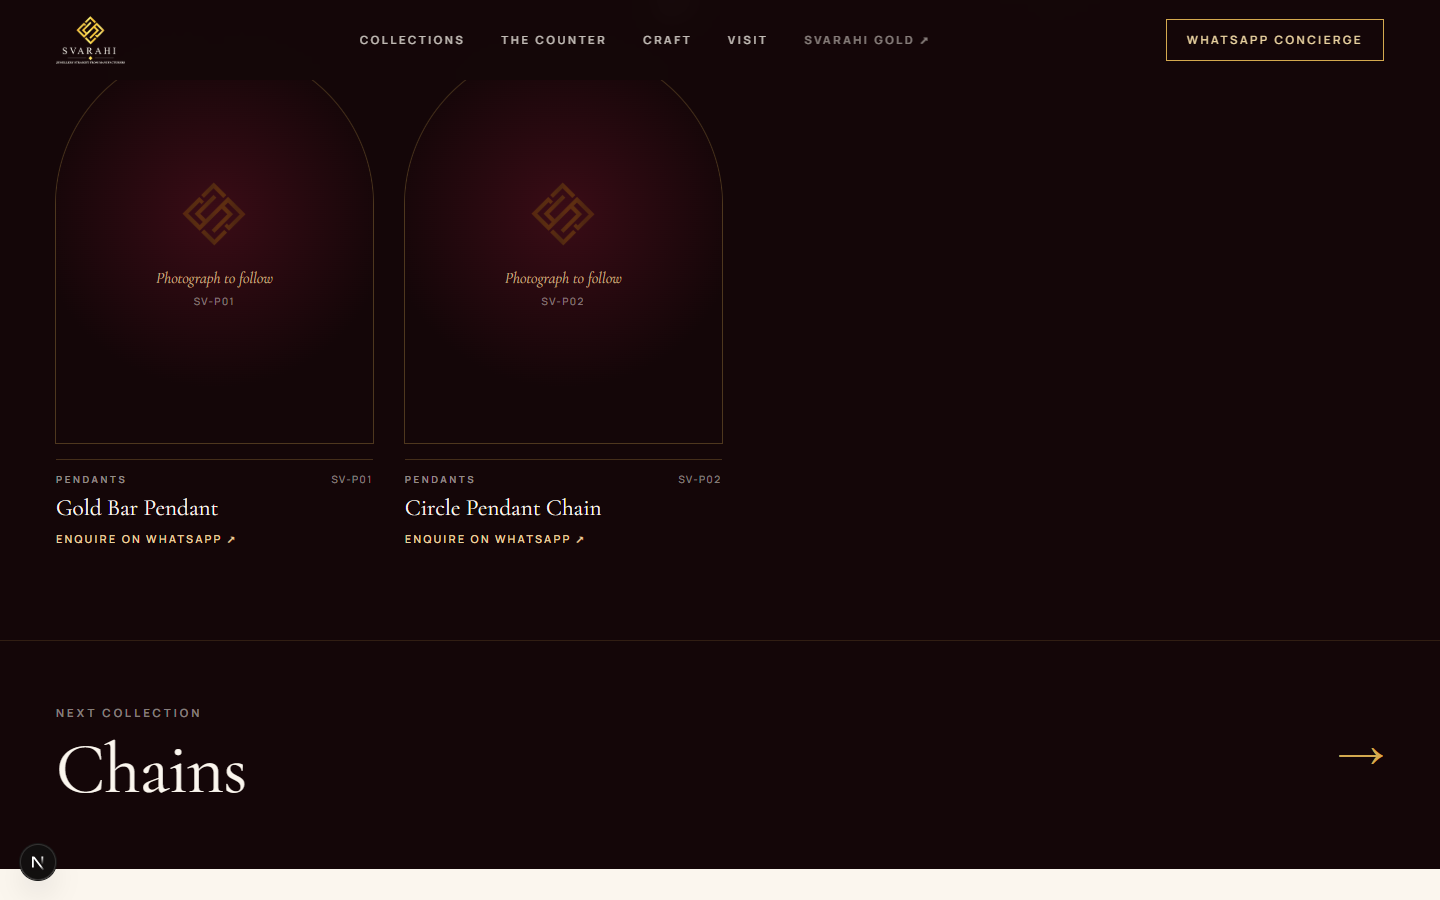 SVARAHI
COLLECTIONS
THE COUNTER
CRAFT
VISIT
SVARAHI GOLD ↗
WHATSAPP CONCIERGE
Photograph to follow
SV-P01
Photograph to follow
SV-P02
PENDANTS
SV-P01
Gold Bar Pendant
ENQUIRE ON WHATSAPP ↗
PENDANTS
SV-P02
Circle Pendant Chain
ENQUIRE ON WHATSAPP ↗
NEXT COLLECTION
Chains
→
N